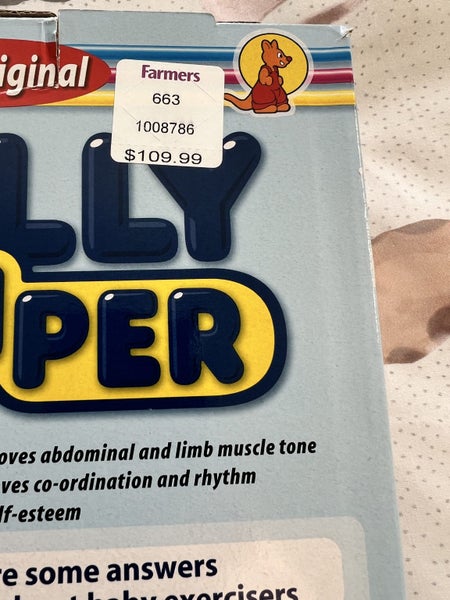 iginal
Farmers
663
1008786
$109.99
LLY
PER
oves abdominal and limb muscle tone
ves co-ordination and rhythm
lf-esteem
re some answers
baby exercisers